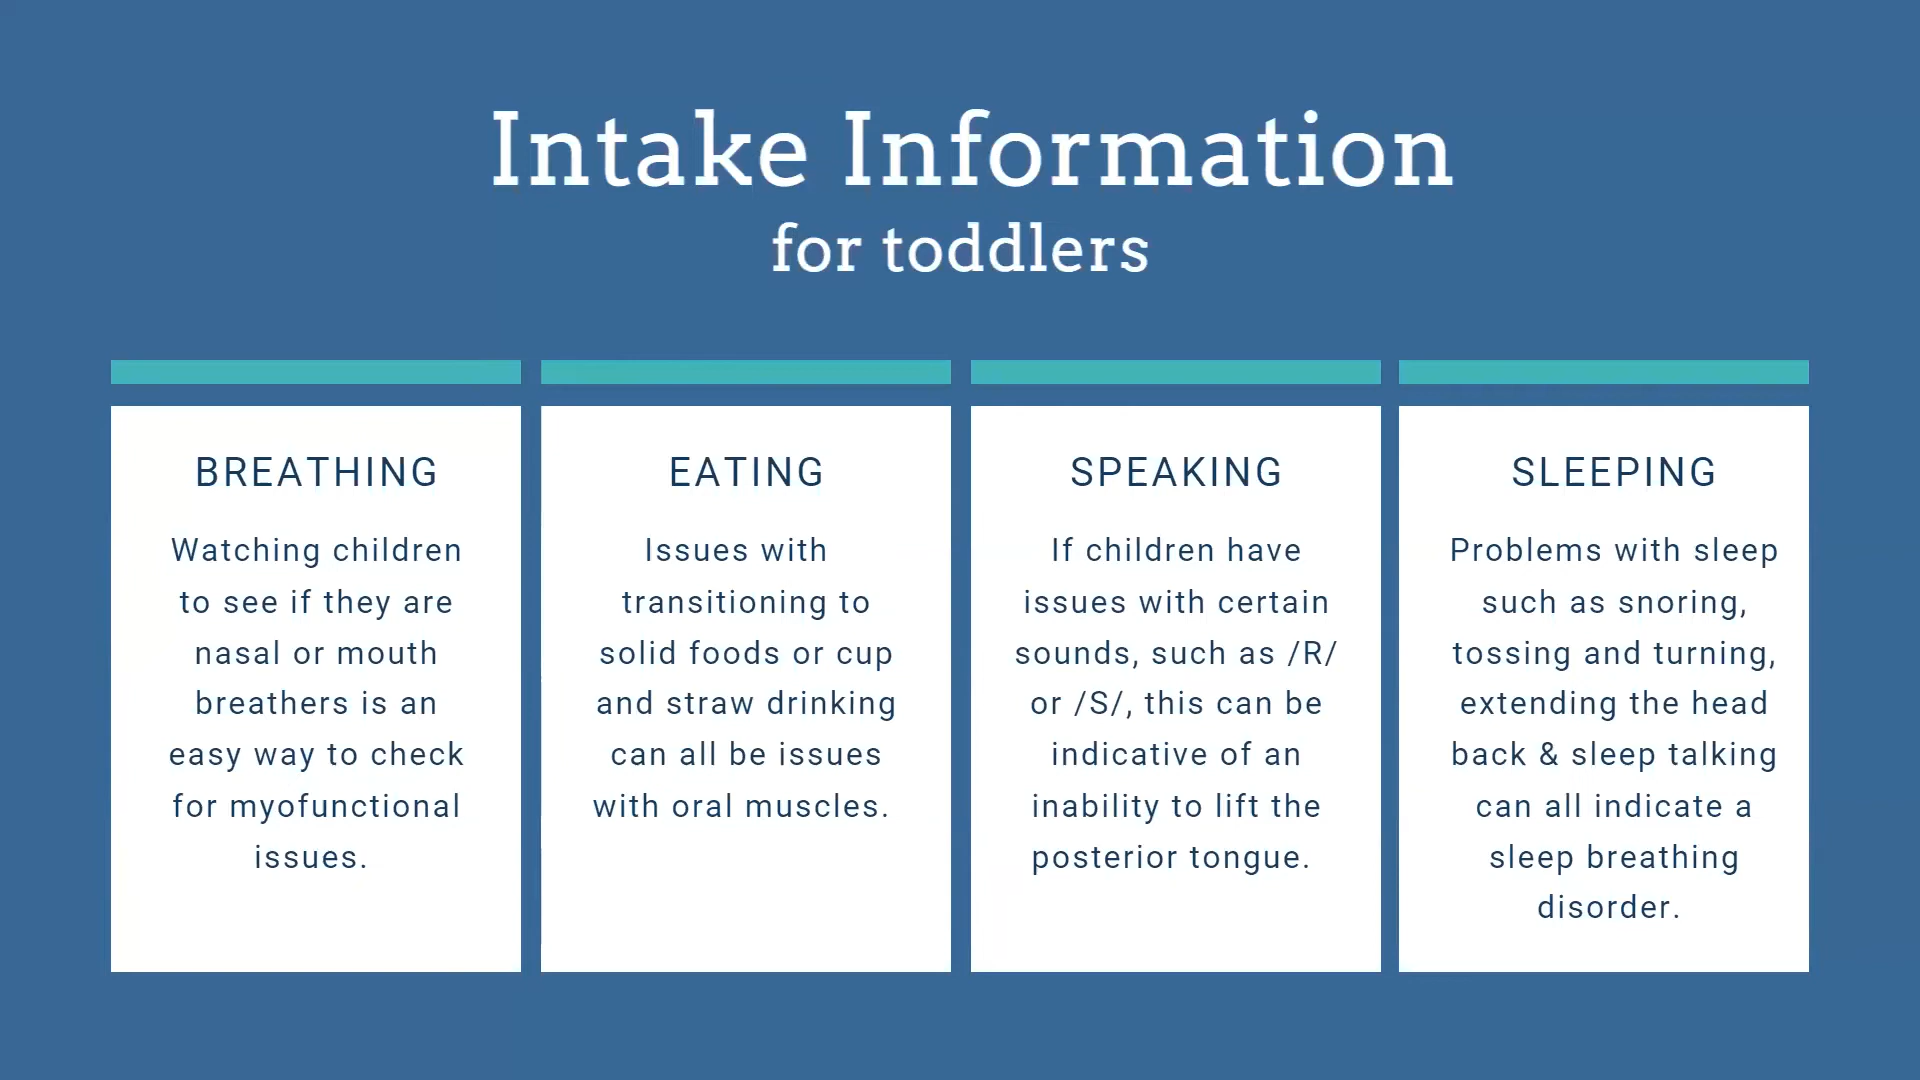 Intake Information
for toddlers
BREATHING
Watching children
to see if they are
nasal or mouth
breathers is an
easy way to check
for myofunctional
issues.
EATING
Issues with
transitioning to
solid foods or cup
and straw drinking
can all be issues
with oral muscles.
SPEAKING
If children have
issues with certain
sounds, such as /R/
or /S/, this can be
indicative of an
inability to lift the
posterior tongue.
SLEEPING
Problems with sleep
such as snoring,
tossing and turning,
extending the head
back & sleep talking
can all indicate a
sleep breathing
disorder.